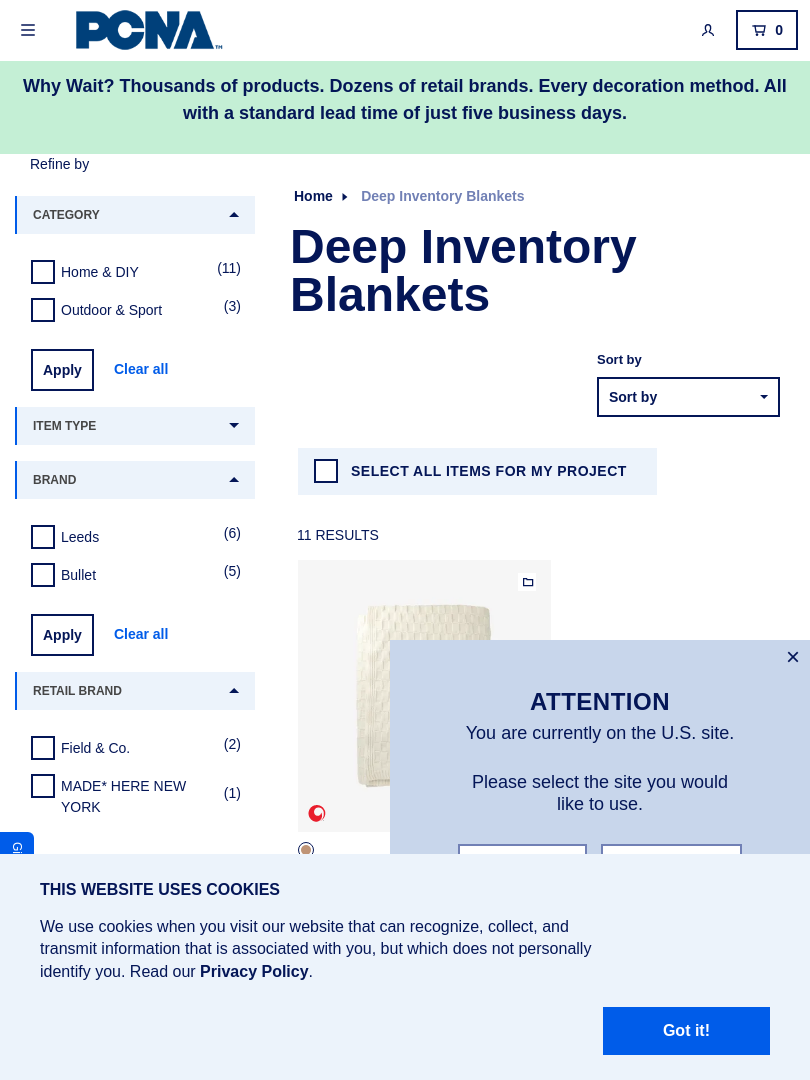 PCNA™
0
Why Wait? Thousands of products. Dozens of retail brands. Every decoration method. All
with a standard lead time of just five business days.
Refine by
CATEGORY
Home & DIY (11)
Outdoor & Sport (3)
Apply Clear all
ITEM TYPE
BRAND
Leeds (6)
Bullet (5)
Apply Clear all
RETAIL BRAND
Field & Co. (2)
MADE* HERE NEW
YORK (1)
Home Deep Inventory Blankets
Deep Inventory
Blankets
Sort by
Sort by
SELECT ALL ITEMS FOR MY PROJECT
11 RESULTS
ATTENTION
You are currently on the U.S. site.
Please select the site you would
like to use.
THIS WEBSITE USES COOKIES
We use cookies when you visit our website that can recognize, collect, and
transmit information that is associated with you, but which does not personally
identify you. Read our Privacy Policy.
Got it!